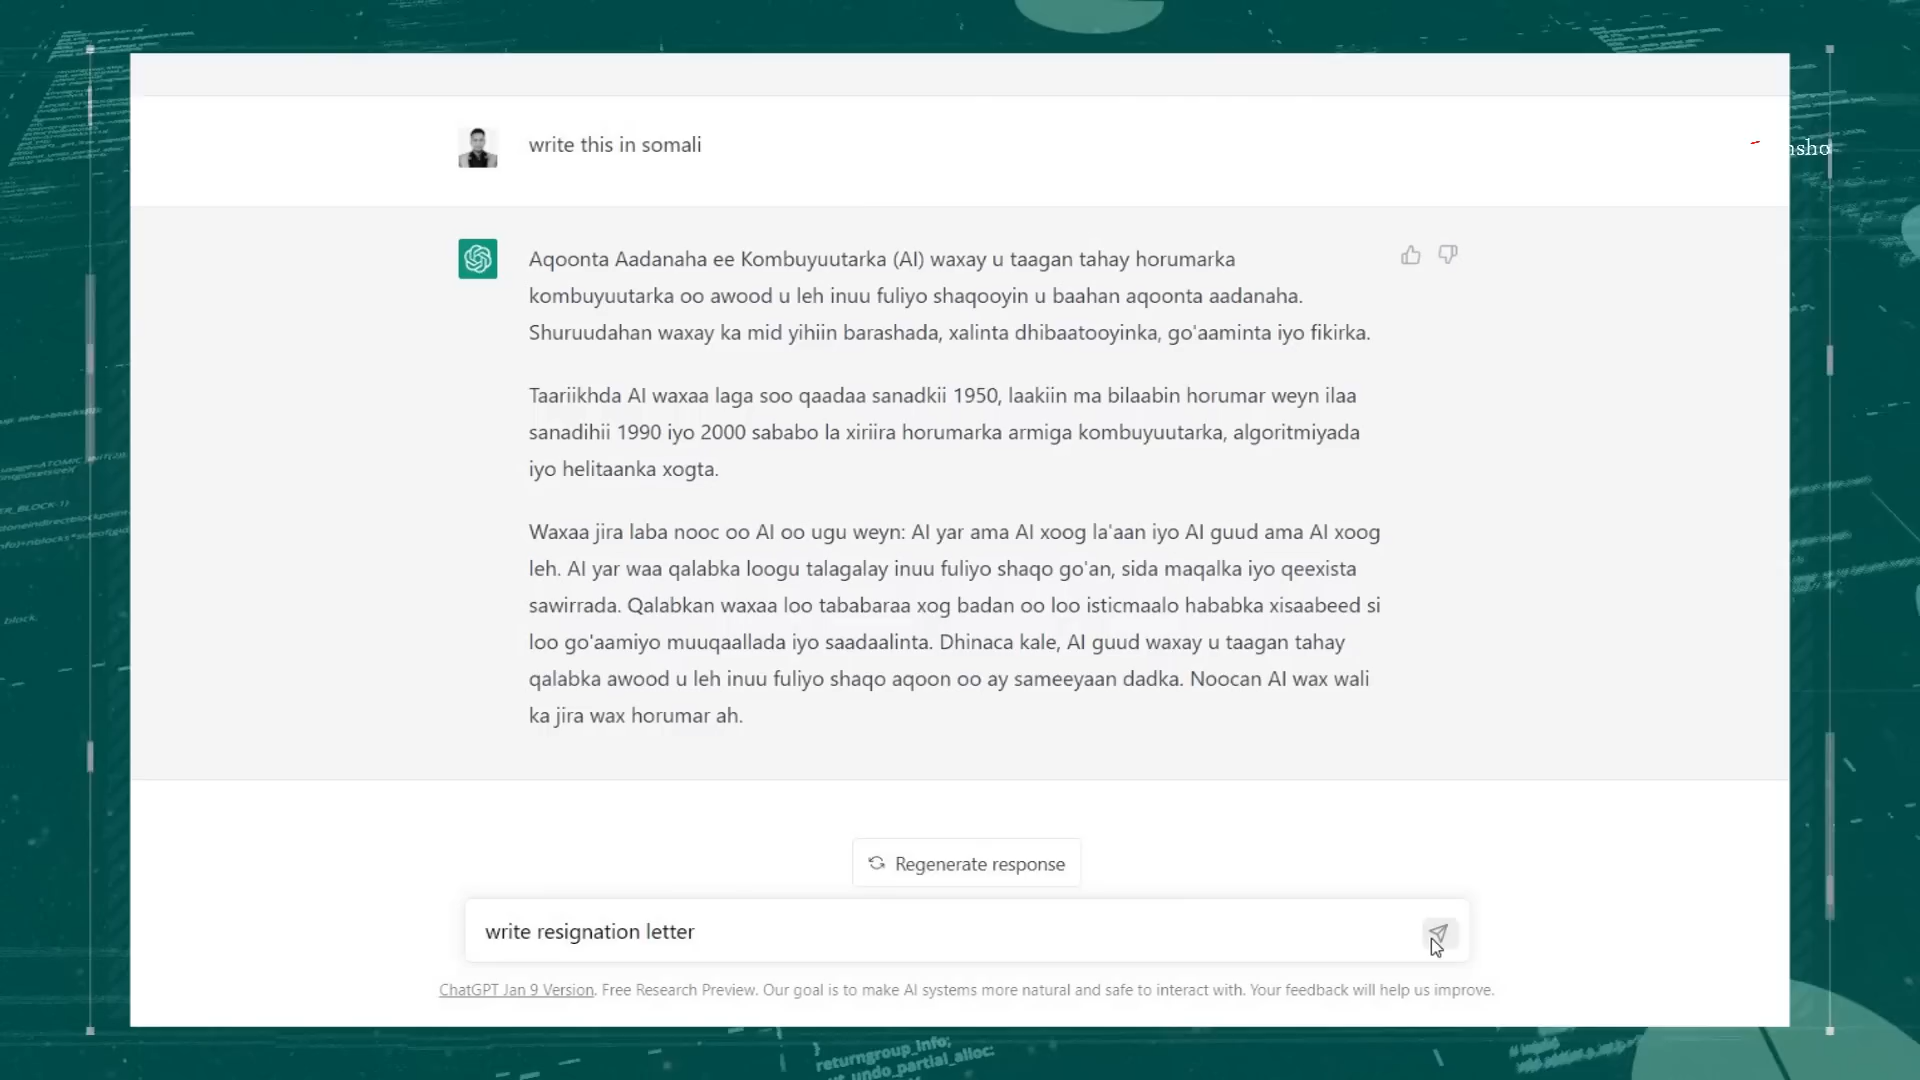 write this in somali
Aqoonta Aadanaha ee Kombuyuutarka (AI) waxay u taagan tahay horumarka
kombuyuutarka oo awood u leh inuu fuliyo shaqooyin u baahan aqoonta aadanaha.
Shuruudahan waxay ka mid yihiin barashada, xalinta dhibaatooyinka, go'aaminta iyo fikirka.
Taariikhda AI waxaa laga soo qaadaa sanadkii 1950, laakiin ma bilaabin horumar weyn ilaa
sanadihii 1990 iyo 2000 sababo la xiriira horumarka armiga kombuyuutarka, algoritmiyada
iyo helitaanka xogta.
Waxaa jira laba nooc oo AI oo ugu weyn: AI yar ama AI xoog la'aan iyo AI guud ama AI xoog
leh. AI yar waa qalabka loogu talagalay inuu fuliyo shaqo go'an, sida maqalka iyo qeexista
sawirrada. Qalabkan waxaa loo tababaraa xog badan oo loo isticmaalo hababka xisaabeed si
loo go'aamiyo muuqaallada iyo saadaalinta. Dhinaca kale, AI guud waxay u taagan tahay
qalabka awood u leh inuu fuliyo shaqo aqoon oo ay sameeyaan dadka. Noocan AI wax wali
ka jira wax horumar ah.
Regenerate response
write resignation letter
ChatGPT Jan 9 Version. Free Research Preview. Our goal is to make AI systems more natural and safe to interact with. Your feedback will help us improve.
returngroup_info;